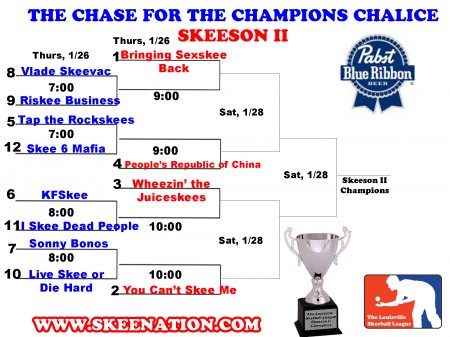 THE CHASE FOR THE CHAMPIONS CHALICE
SKEESON II
Thurs, 1/26
Thurs, 1/26
1 Bringing Sexskee
Back
8 Vlade Skeevac
7:00
9 Riskee Business
9:00
Sat, 1/28
5 Tap the Rockskees
7:00
12 Skee 6 Mafia
9:00
4 People's Republic of China
Sat, 1/28
Skeeson II
Champions
3 Wheezin' the
Juiceskees
6 KFSkee
8:00
11 I Skee Dead People
10:00
Sat, 1/28
7 Sonny Bonos
8:00
10 Live Skee or
Die Hard
10:00
2 You Can't Skee Me
WWW.SKEENATION.COM
Pabst
Blue Ribbon
BEER
The Louisville
Skeeball League
Skeeson II
Champions
The Louisville
Skeeball League